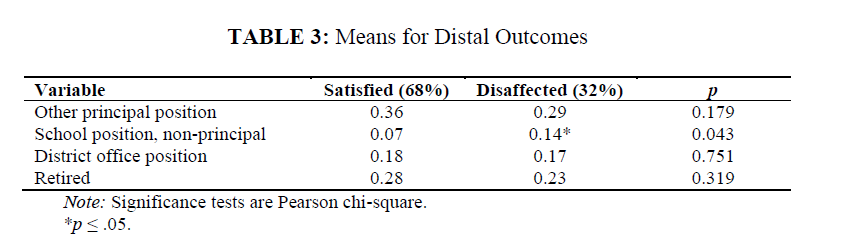 TABLE 3: Means for Distal Outcomes
Variable Satisfied (68%) Disaffected (32%) p
Other principal position 0.36 0.29 0.179
School position, non-principal 0.07 0.14* 0.043
District office position 0.18 0.17 0.751
Retired 0.28 0.23 0.319
Note: Significance tests are Pearson chi-square.
*p ≤ .05.